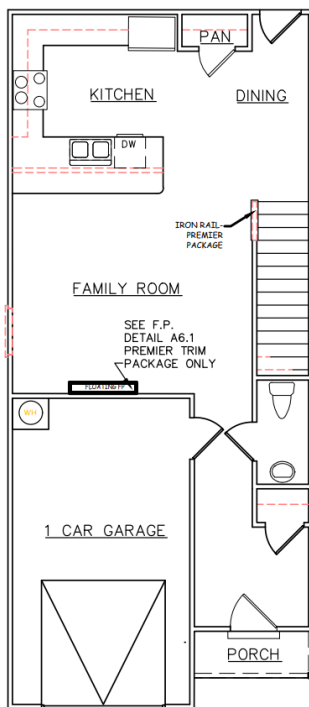 PAN
KITCHEN
DINING
DW
IRON RAIL-
PREMIER
PACKAGE
FAMILY ROOM
SEE F.P.
DETAIL A6.1
PREMIER TRIM
PACKAGE ONLY
FLOATING FP
WH
1 CAR GARAGE
PORCH